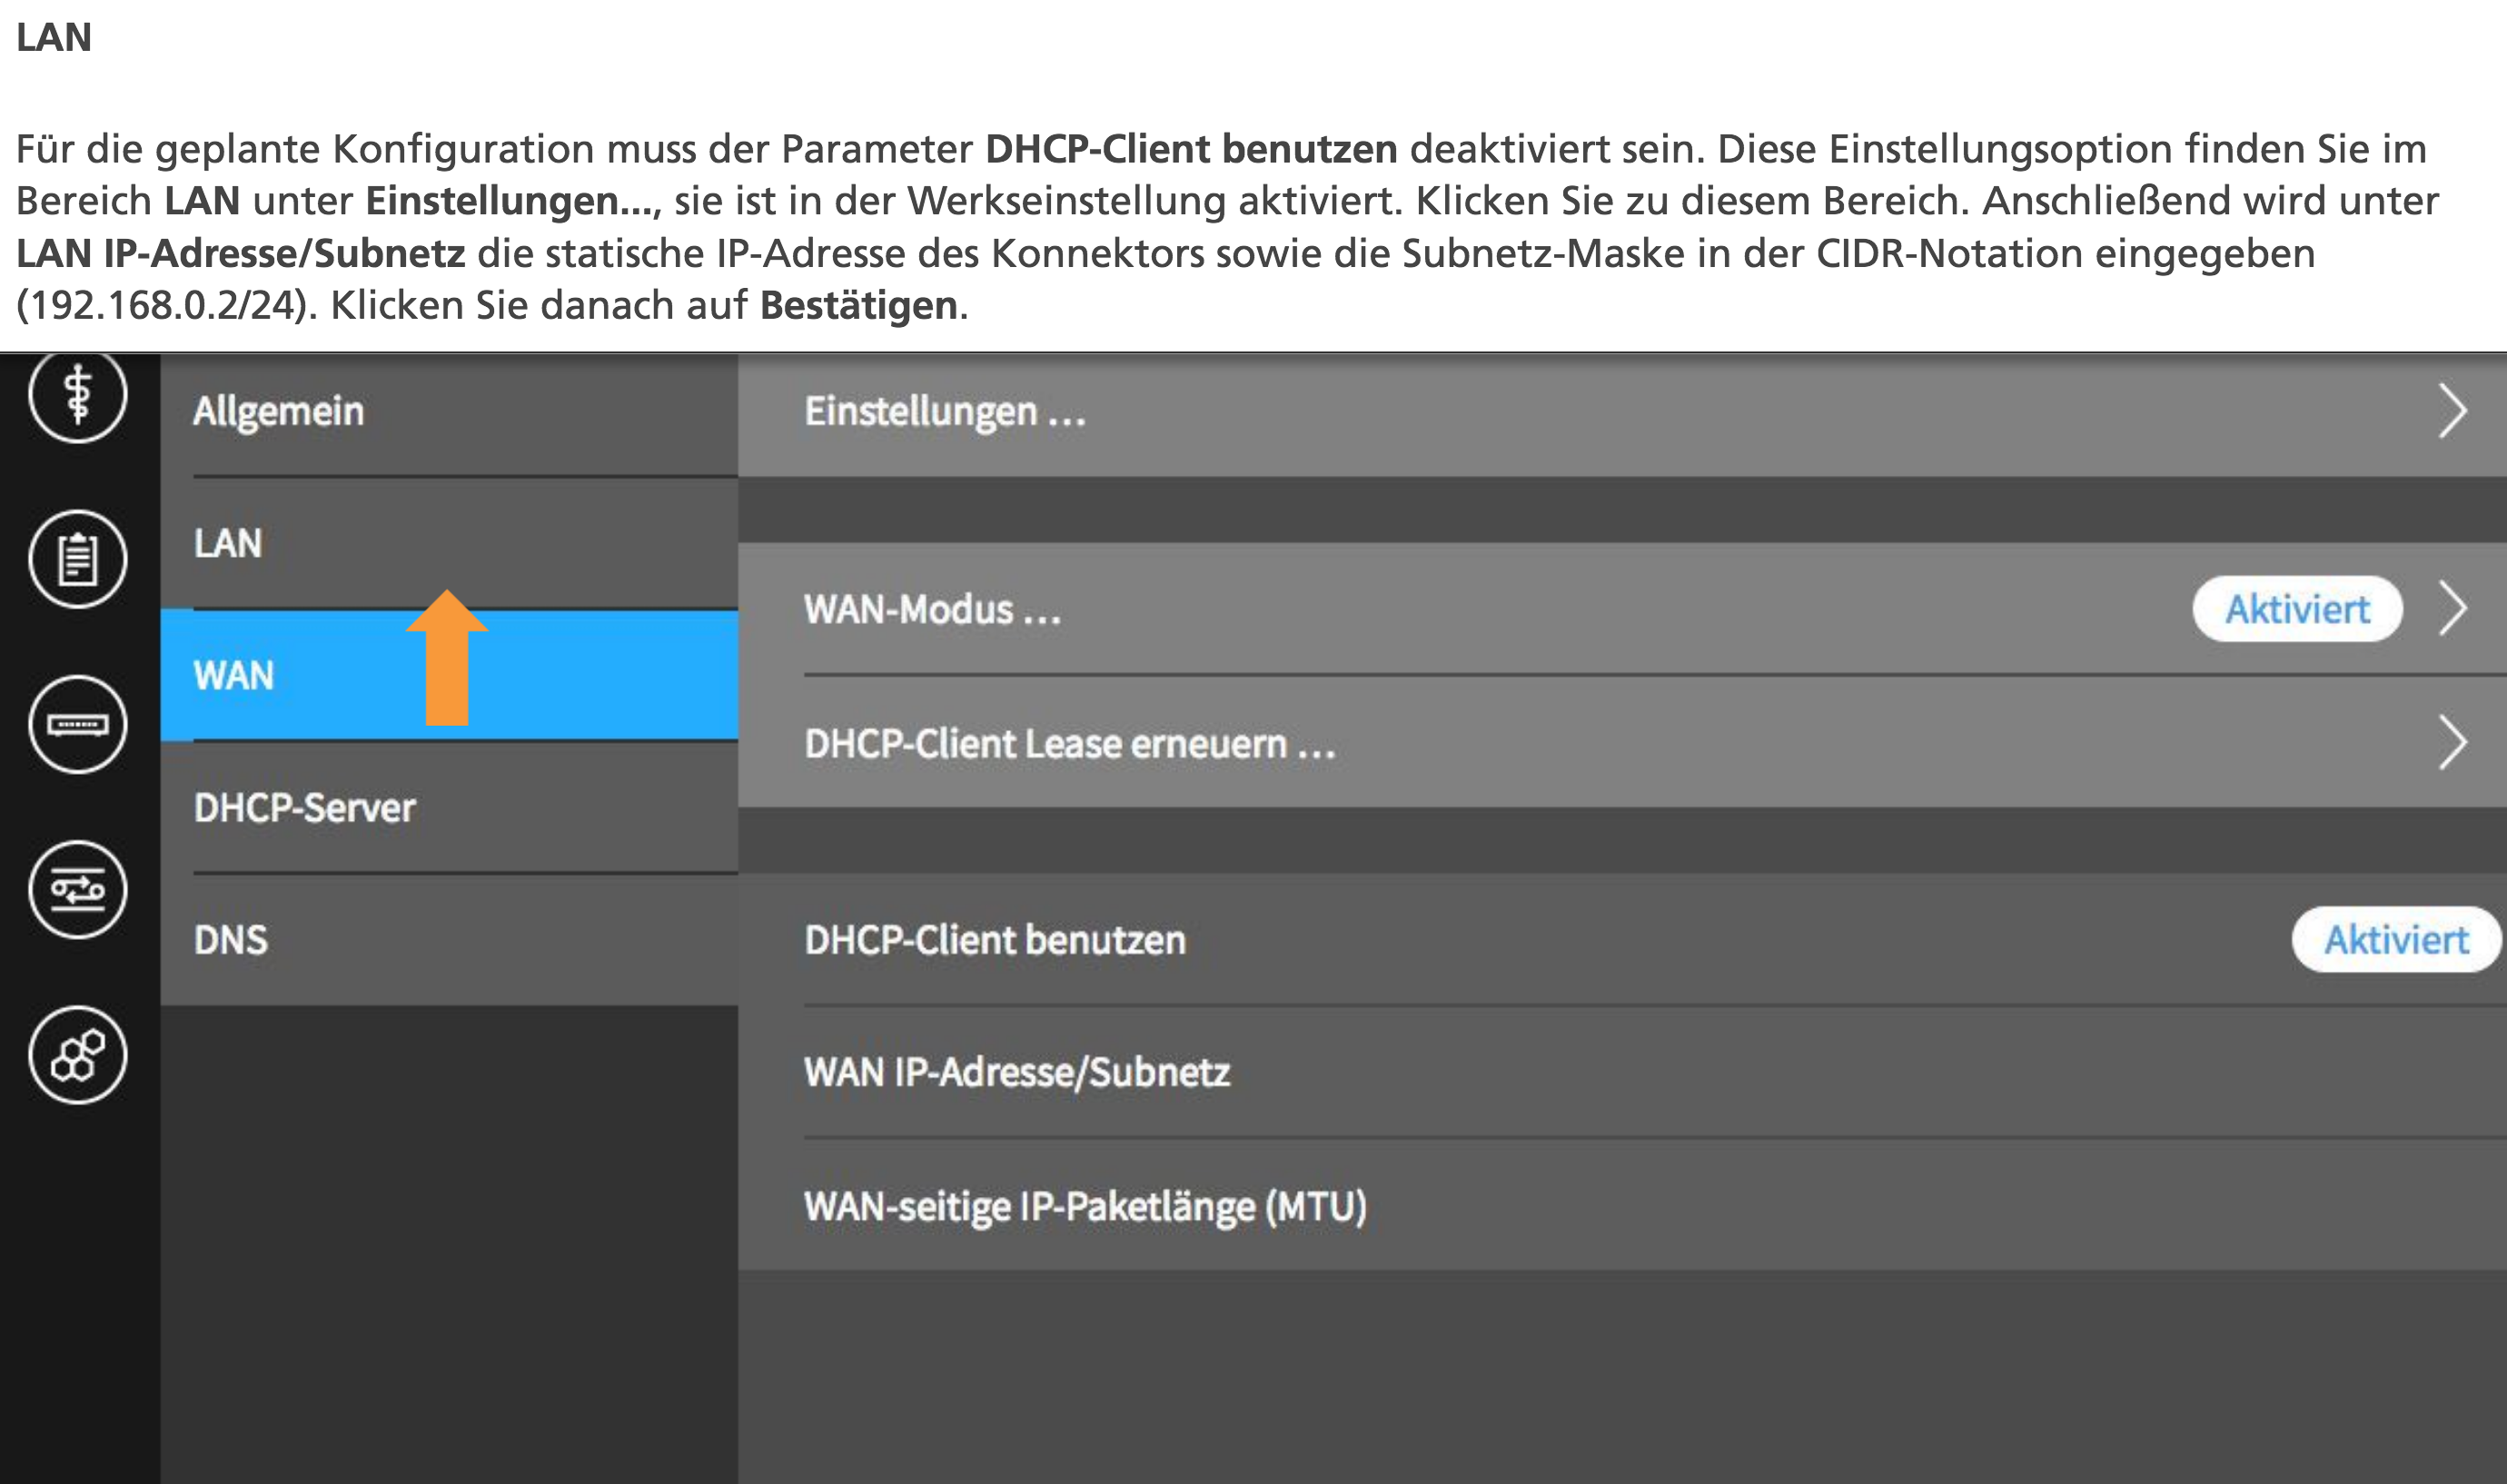 LAN
Für die geplante Konfiguration muss der Parameter DHCP-Client benutzen deaktiviert sein. Diese Einstellungsoption finden Sie im
Bereich LAN unter Einstellungen..., sie ist in der Werkseinstellung aktiviert. Klicken Sie zu diesem Bereich. Anschließend wird unter
LAN IP-Adresse/Subnetz die statische IP-Adresse des Konnektors sowie die Subnetz-Maske in der CIDR-Notation eingegeben
(192.168.0.2/24). Klicken Sie danach auf Bestätigen.
Allgemein
LAN
WAN
DHCP-Server
DNS
Einstellungen ...
WAN-Modus ... Aktiviert
DHCP-Client Lease erneuern ...
DHCP-Client benutzen Aktiviert
WAN IP-Adresse/Subnetz
WAN-seitige IP-Paketlänge (MTU)